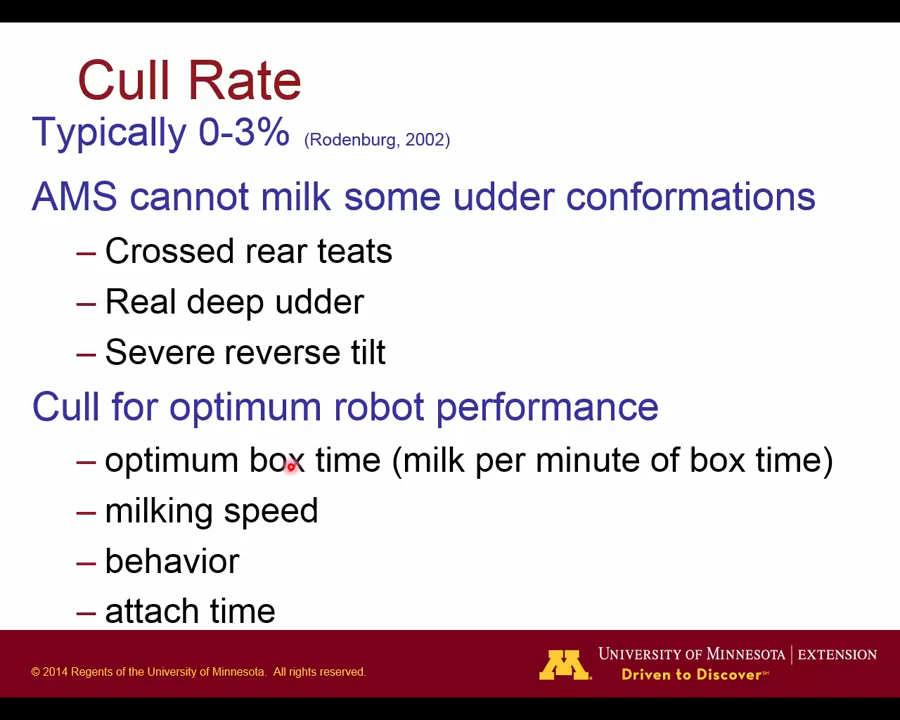 Cull Rate
Typically 0-3% (Rodenburg, 2002)
AMS cannot milk some udder conformations
– Crossed rear teats
– Real deep udder
– Severe reverse tilt
Cull for optimum robot performance
– optimum box time (milk per minute of box time)
– milking speed
– behavior
– attach time
© 2014 Regents of the University of Minnesota. All rights reserved.
M UNIVERSITY OF MINNESOTA | EXTENSION
Driven to Discover℠